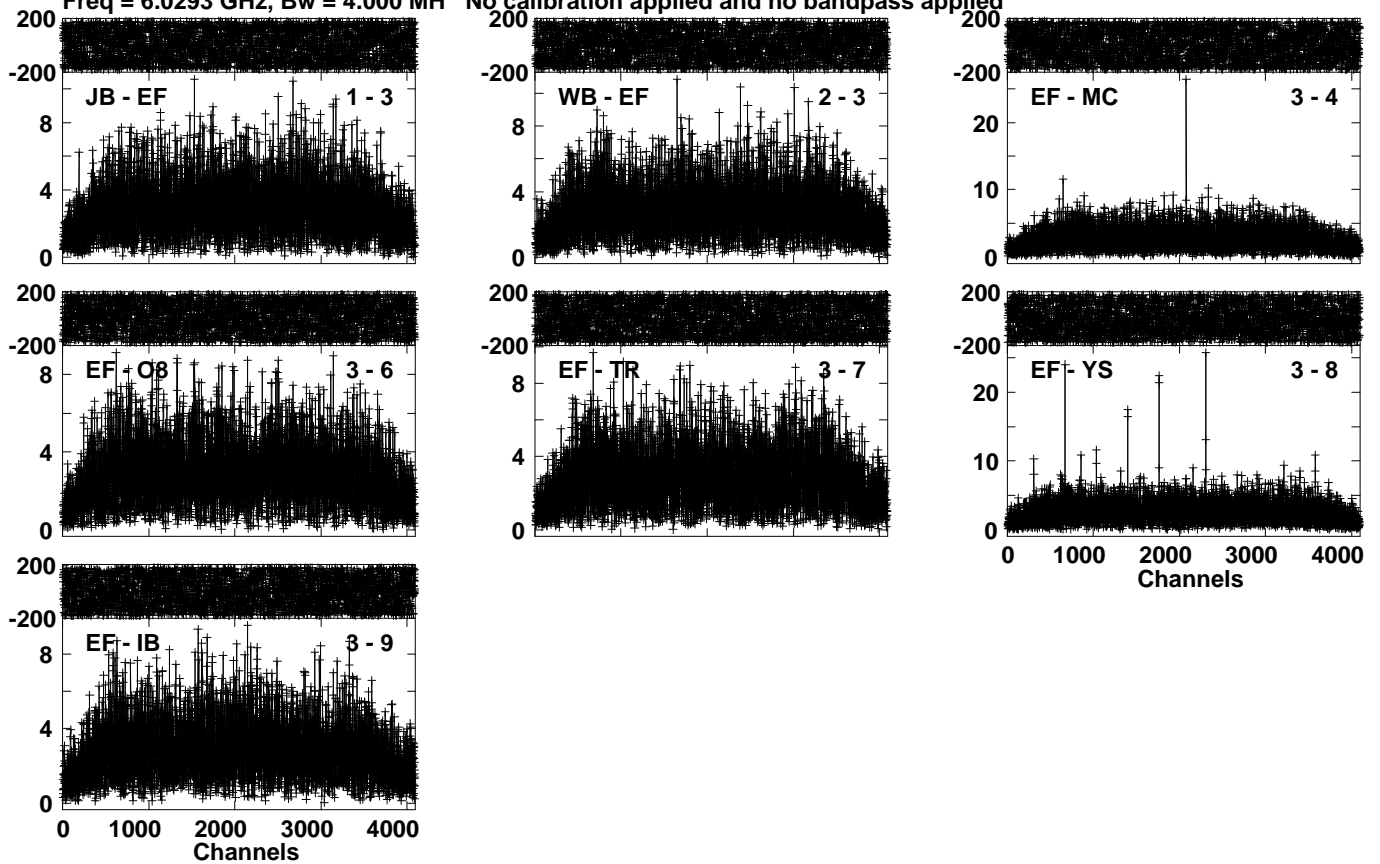 Freq = 6.0293 GHz, Bw = 4.000 MH No calibration applied and no bandpass applied
200
-200
JB - EF 1 - 3
8
4
0
WB - EF 2 - 3
8
4
0
200
-200
EF - MC 3 - 4
20
10
0
200
-200
EF - O8 3 - 6
8
4
0
EF - TR 3 - 7
8
4
0
200
-200
EF - YS 3 - 8
20
10
0
0 1000 2000 3000 4000
Channels
200
-200
EF - IB 3 - 9
8
4
0
0 1000 2000 3000 4000
Channels